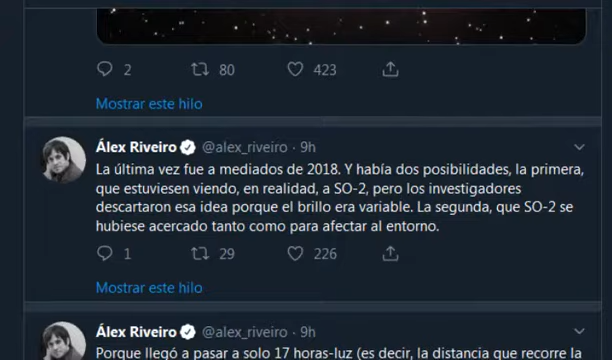 2 80 423
Mostrar este hilo
Álex Riveiro @alex_riveiro · 9h
La última vez fue a mediados de 2018. Y había dos posibilidades, la primera,
que estuviesen viendo, en realidad, a SO-2, pero los investigadores
descartaron esa idea porque el brillo era variable. La segunda, que SO-2 se
hubiese acercado tanto como para afectar al entorno.
1 29 226
Mostrar este hilo
Álex Riveiro @alex_riveiro · 9h
Porque llegó a pasar a solo 17 horas-luz (es decir, la distancia que recorre la